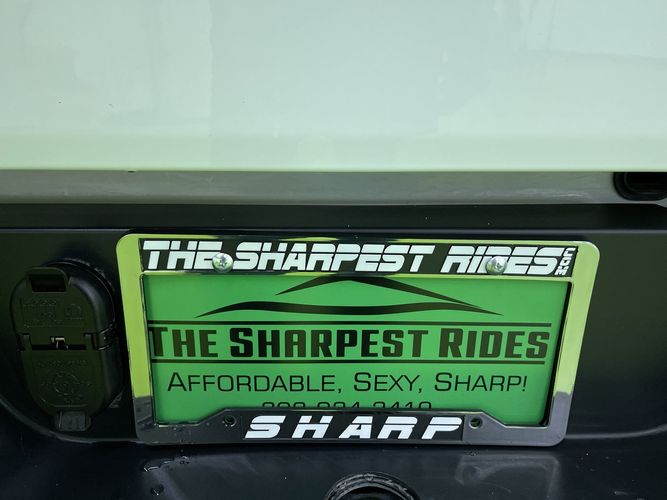 THE SHARPEST RIDES.COM
THE SHARPEST RIDES
AFFORDABLE, SEXY, SHARP!
SHARP